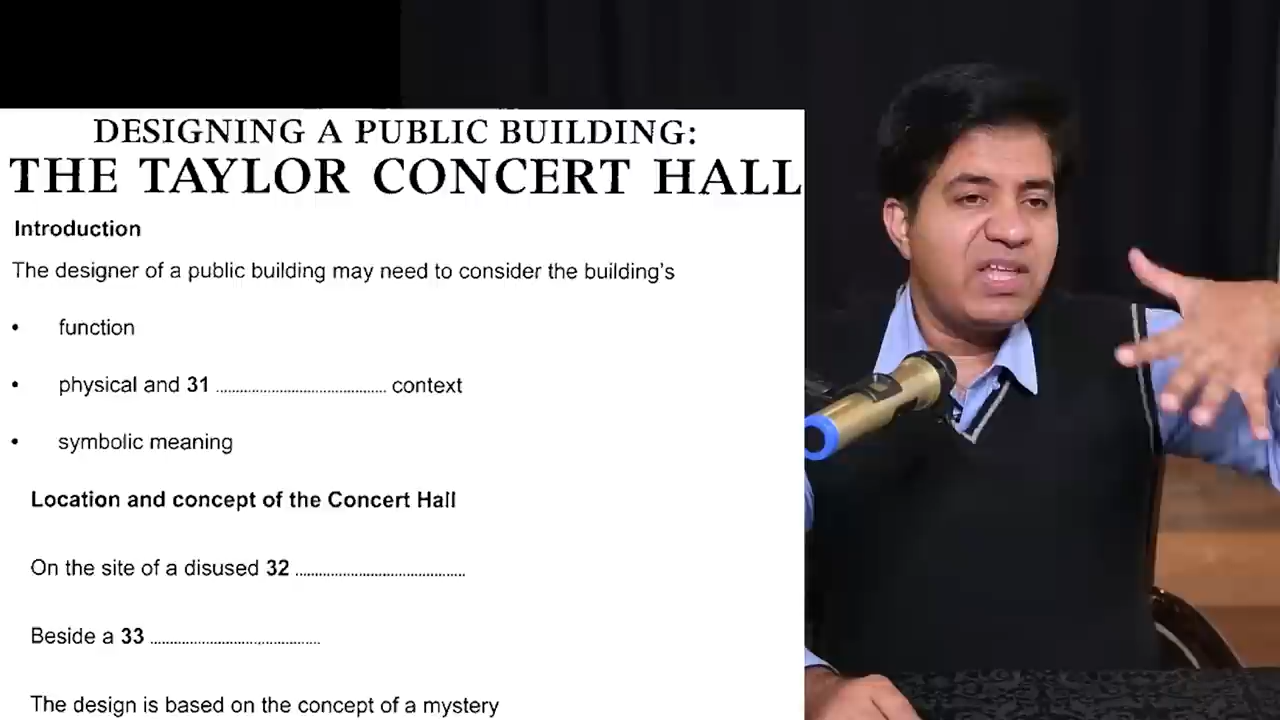 DESIGNING A PUBLIC BUILDING:
THE TAYLOR CONCERT HALL
Introduction
The designer of a public building may need to consider the building's
• function
• physical and 31 .......................................... context
• symbolic meaning
Location and concept of the Concert Hall
On the site of a disused 32 ..........................................
Beside a 33 ..........................................
The design is based on the concept of a mystery